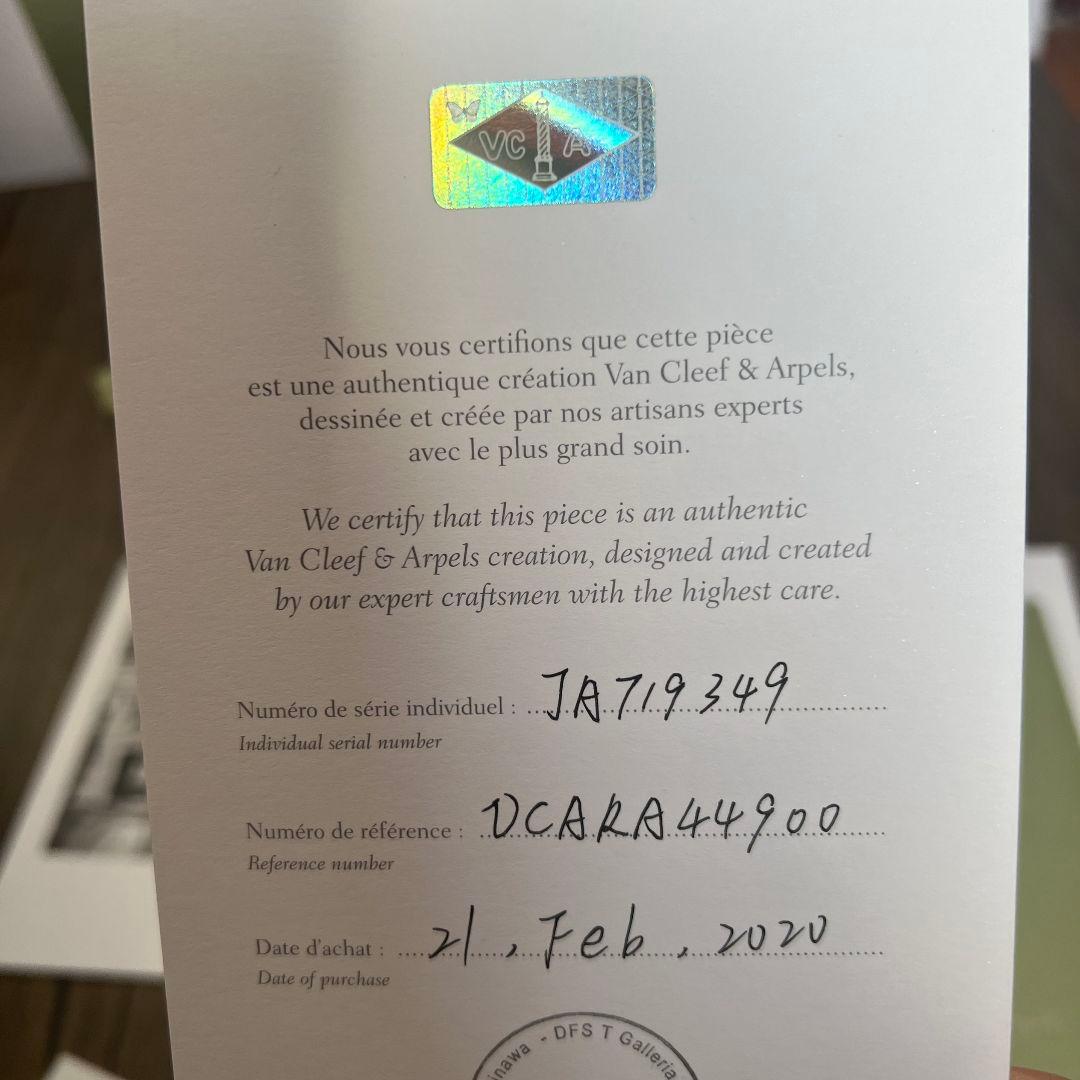 VC A
Nous vous certifions que cette pièce
est une authentique création Van Cleef & Arpels,
dessinée et créée par nos artisans experts
avec le plus grand soin.
We certify that this piece is an authentic
Van Cleef & Arpels creation, designed and created
by our expert craftsmen with the highest care.
Numéro de série individuel : JA719349
Individual serial number
Numéro de référence : VCARA44900
Reference number
Date d'achat : 21, Feb, 2020
Date of purchase
inawa - DFS T Galleria